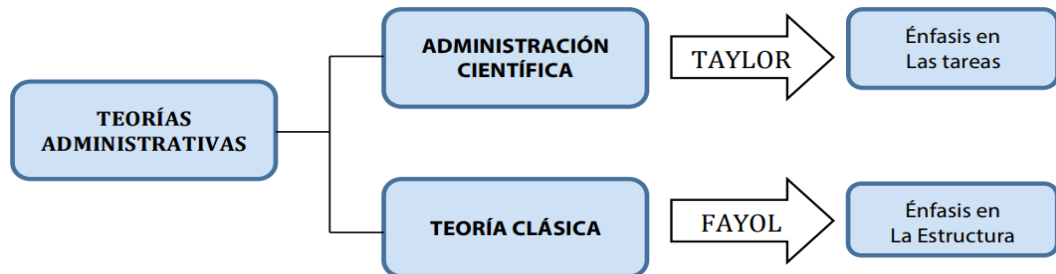 TEORÍAS
ADMINISTRATIVAS
ADMINISTRACIÓN
CIENTÍFICA
TAYLOR
Énfasis en
Las tareas
TEORÍA CLÁSICA
FAYOL
Énfasis en
La Estructura